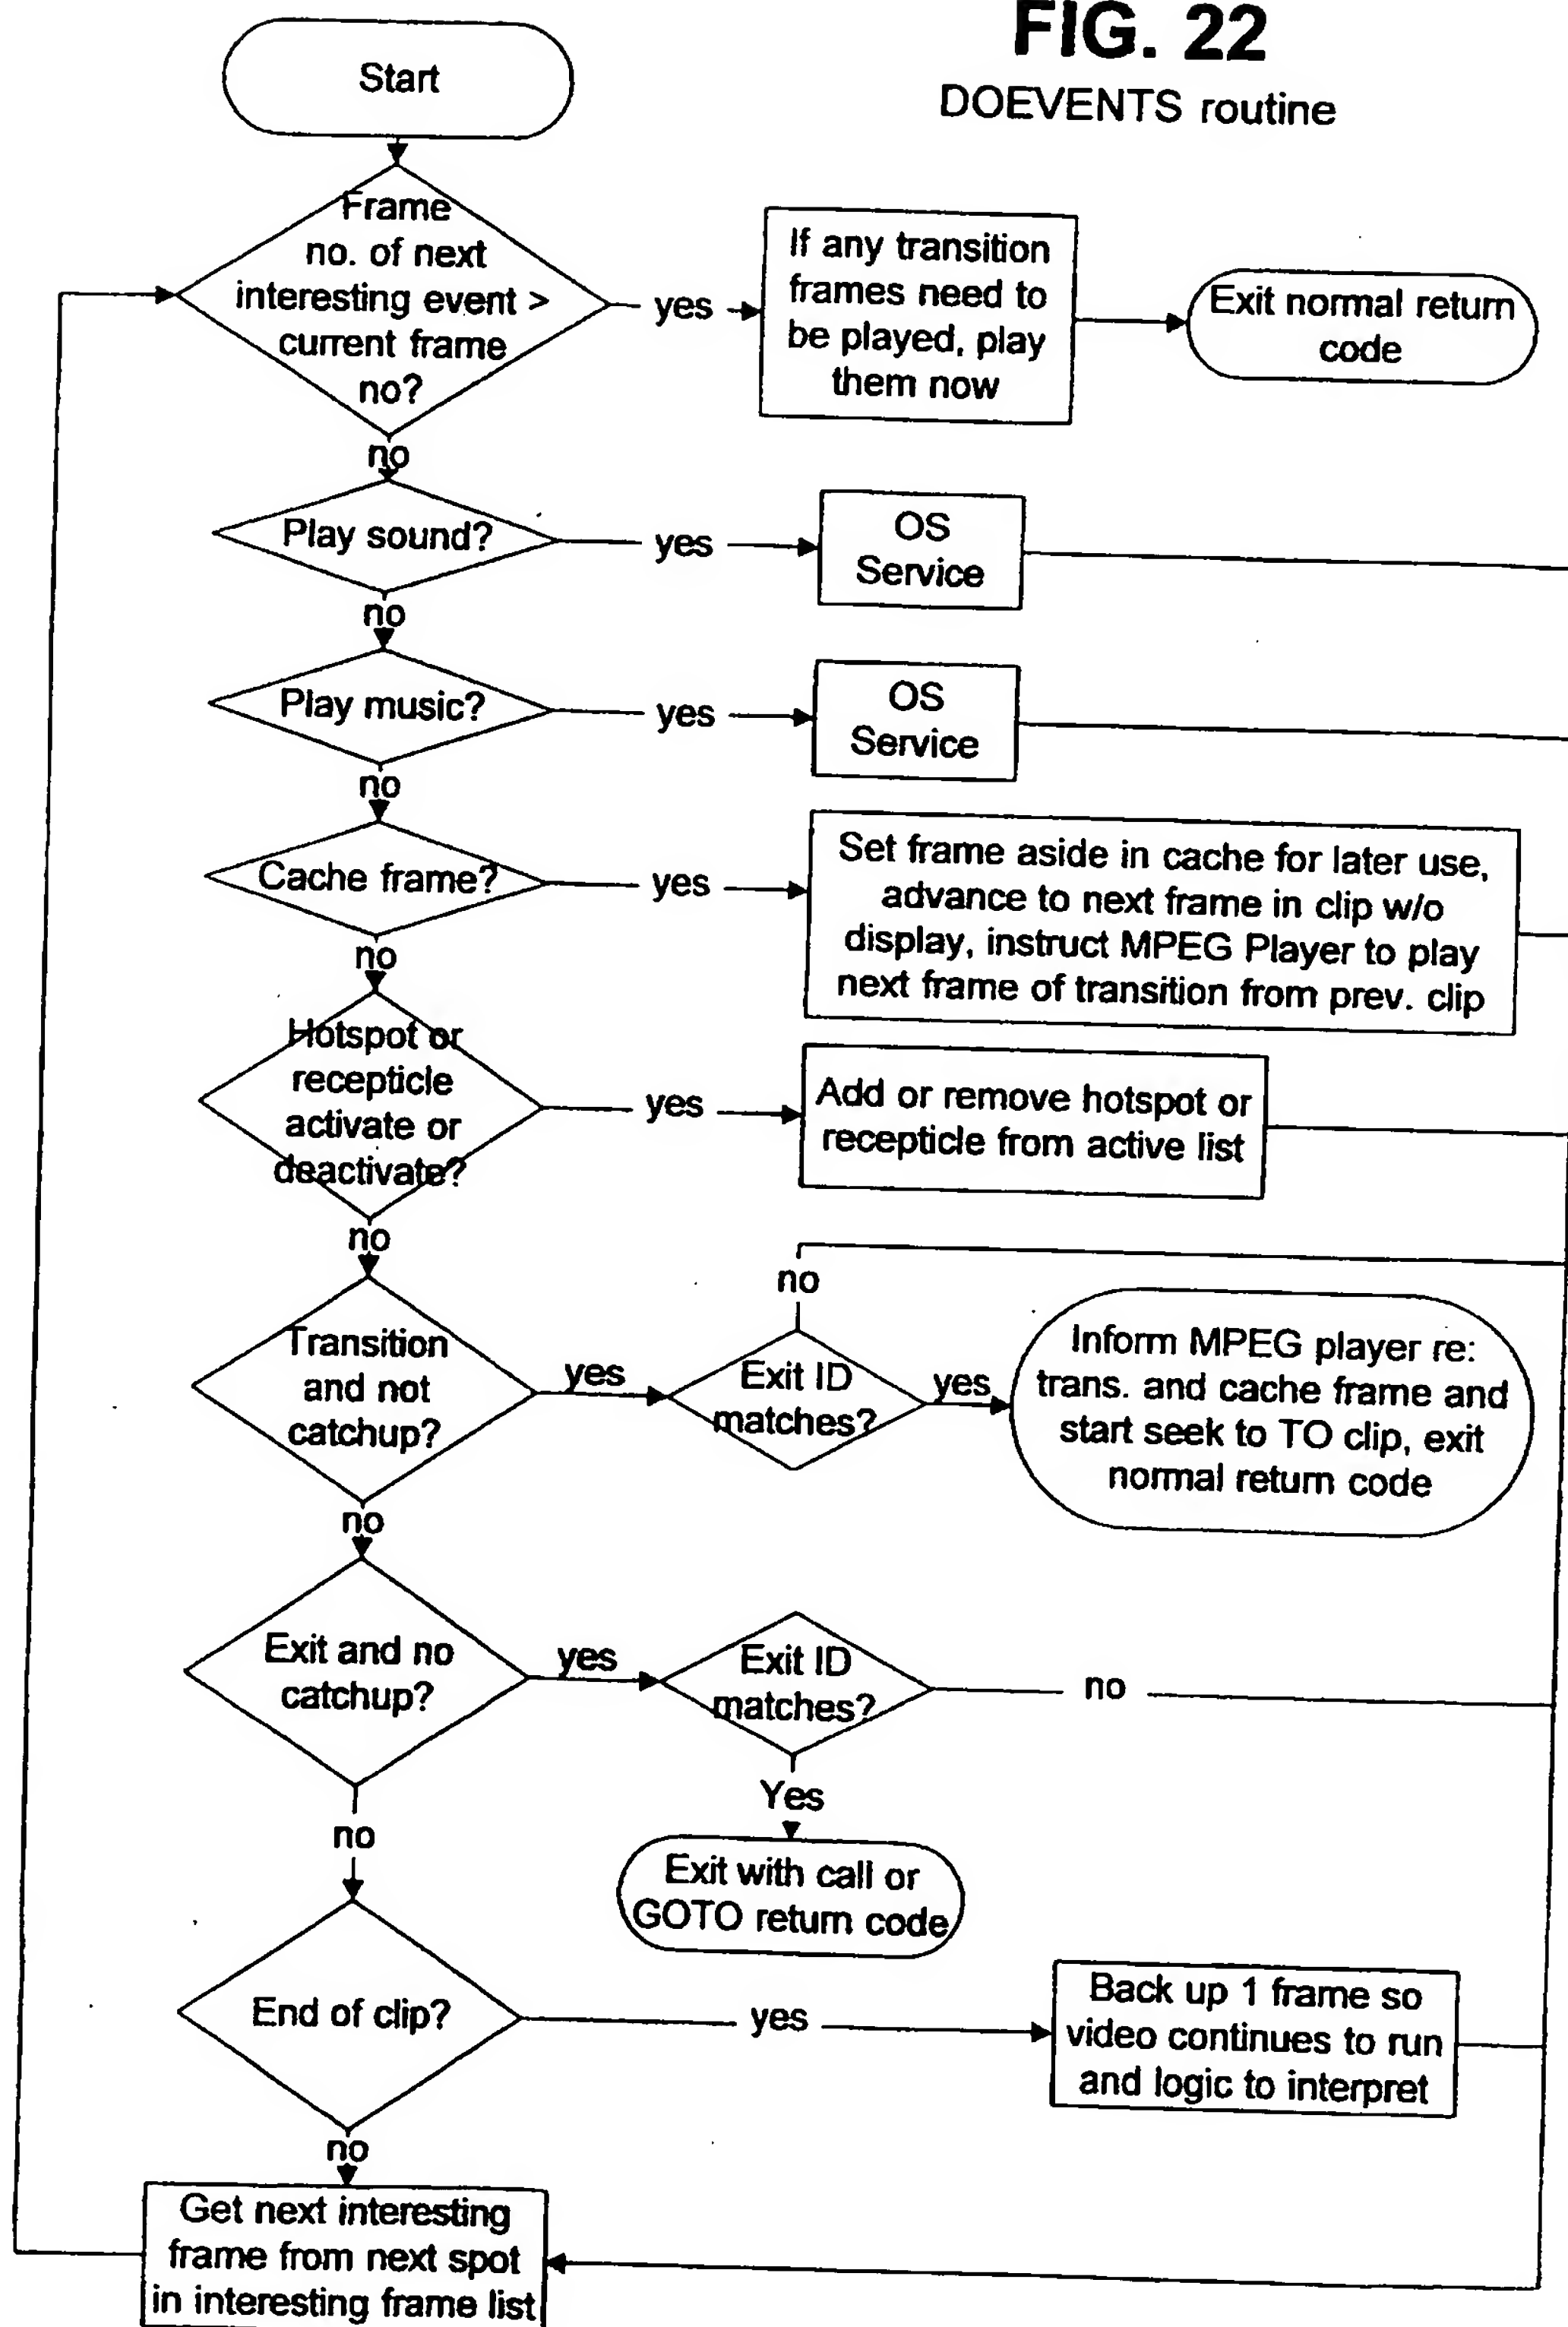 FIG. 22
DOEVENTS routine
Start
Frame
no. of next
interesting event >
current frame
no?
yes
If any transition
frames need to
be played, play
them now
Exit normal return
code
no
Play sound?
yes
OS
Service
no
Play music?
yes
OS
Service
no
Cache frame?
yes
Set frame aside in cache for later use,
advance to next frame in clip w/o
display, instruct MPEG Player to play
next frame of transition from prev. clip
no
Hotspot or
recepticle
activate or
deactivate?
yes
Add or remove hotspot or
recepticle from active list
no
Transition
and not
catchup?
yes
Exit ID
matches?
no
yes
Inform MPEG player re:
trans. and cache frame and
start seek to TO clip, exit
normal return code
no
Exit and no
catchup?
yes
Exit ID
matches?
no
Yes
Exit with call or
GOTO return code
no
End of clip?
yes
Back up 1 frame so
video continues to run
and logic to interpret
no
Get next interesting
frame from next spot
in interesting frame list